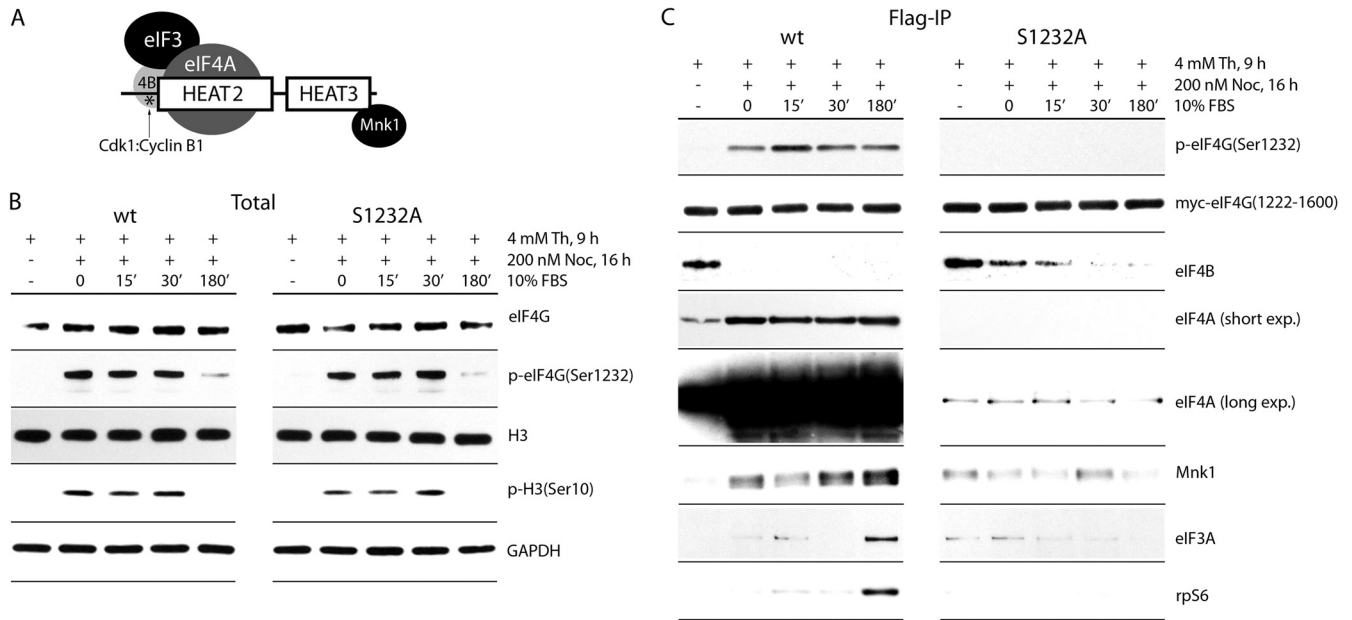 A
eIF3
eIF4A
4B
*
HEAT2
HEAT3
Mnk1
Cdk1:Cyclin B1
B
Total
wt
S1232A
+ + + + + + + + + + 4 mM Th, 9 h
- + + + + - + + + + 200 nM Noc, 16 h
- 0 15′ 30′ 180′ - 0 15′ 30′ 180′ 10% FBS
eIF4G
p-eIF4G(Ser1232)
H3
p-H3(Ser10)
GAPDH
C
Flag-IP
wt
S1232A
+ + + + + + + + + + 4 mM Th, 9 h
- + + + + - + + + + 200 nM Noc, 16 h
- 0 15′ 30′ 180′ - 0 15′ 30′ 180′ 10% FBS
p-eIF4G(Ser1232)
myc-eIF4G(1222-1600)
eIF4B
eIF4A (short exp.)
eIF4A (long exp.)
Mnk1
eIF3A
rpS6